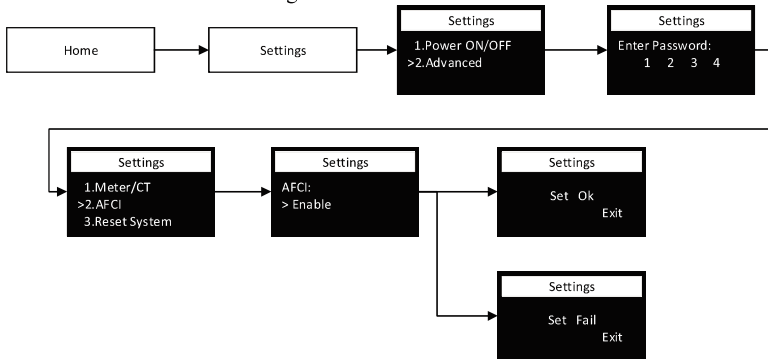 Home
Settings
Settings
1.Power ON/OFF
>2.Advanced
Settings
Enter Password:
1 2 3 4
Settings
1.Meter/CT
>2.AFCI
3.Reset System
Settings
AFCI:
> Enable
Settings
Set Ok
Exit
Settings
Set Fail
Exit